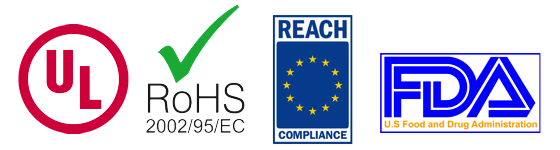 UL
RoHS
2002/95/EC
REACH
COMPLIANCE
FDA
U.S Food and Drug Administration